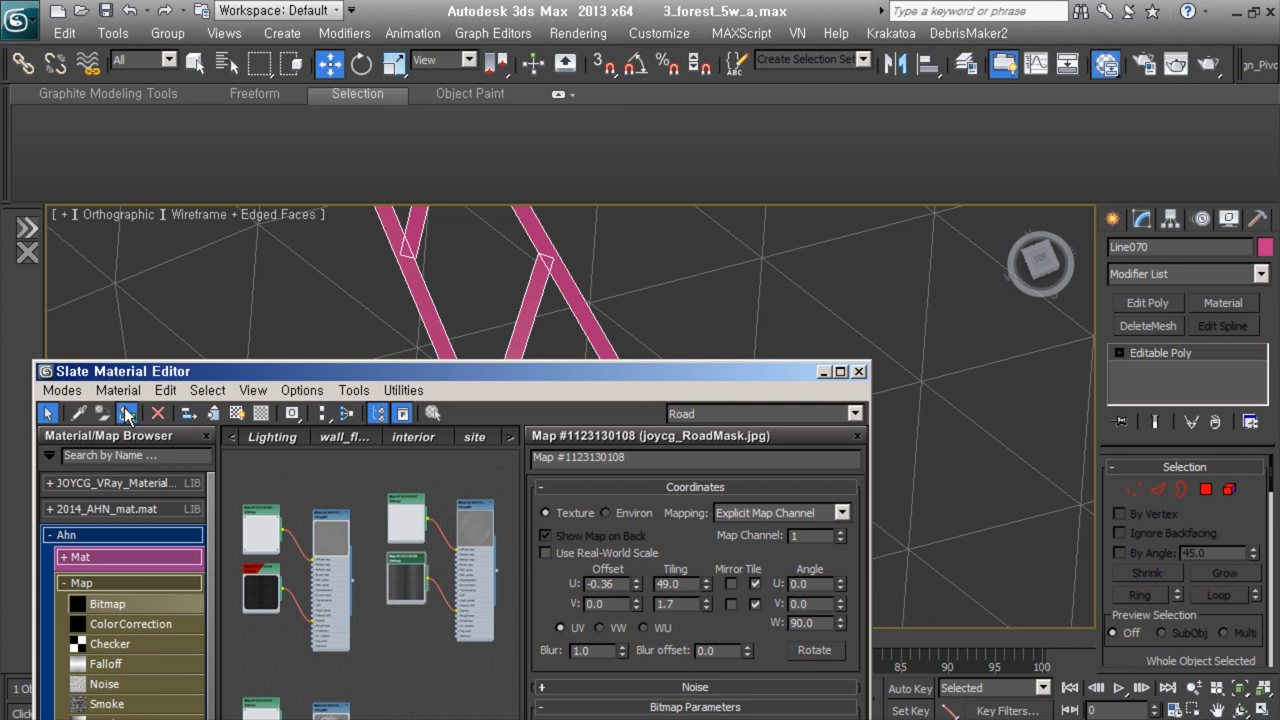 Workspace: Default
Autodesk 3ds Max 2013 x64
3_forest_5w_a.max
Type a keyword or phrase
Edit Tools Group Views Create Modifiers Animation Graph Editors Rendering Customize MAXScript VN Help Krakatoa DebrisMaker2
All
View
3
Create Selection Set
gn_Pivo
Graphite Modeling Tools Freeform Selection Object Paint
[ + ] Orthographic ] Wireframe + Edged Faces ]
TOP
Line070
Modifier List
Edit Poly Material
DeleteMesh Edit Spline
Editable Poly
Slate Material Editor
Modes Material Edit Select View Options Tools Utilities
Road
Material/Map Browser
Search by Name ...
+ JOYCG_VRay_Material... LIB
+ 2014_AHN_mat.mat LIB
- Ahn
+ Mat
- Map
Bitmap
ColorCorrection
Checker
Falloff
Noise
Smoke
< Lighting wall_fl... interior site >
Map #1123130108 (joycg_RoadMask.jpg)
Map #1123130108
- Coordinates
Texture Environ Mapping: Explicit Map Channel
Show Map on Back Map Channel: 1
Use Real-World Scale
Offset Tiling Mirror Tile Angle
U: -0.36 49.0 U: 0.0
V: 0.0 1.7 V: 0.0
UV VW WU W: 90.0
Blur: 1.0 Blur offset: 0.0 Rotate
+ Noise
- Bitmap Parameters
- Selection
By Vertex
Ignore Backfacing
By Angle: 45.0
Shrink Grow
Ring Loop
Preview Selection
Off SubObj Multi
Whole Object Selected
85 90 95 100
1 Ob
Click
Auto Key Selected
Set Key Key Filters...
0